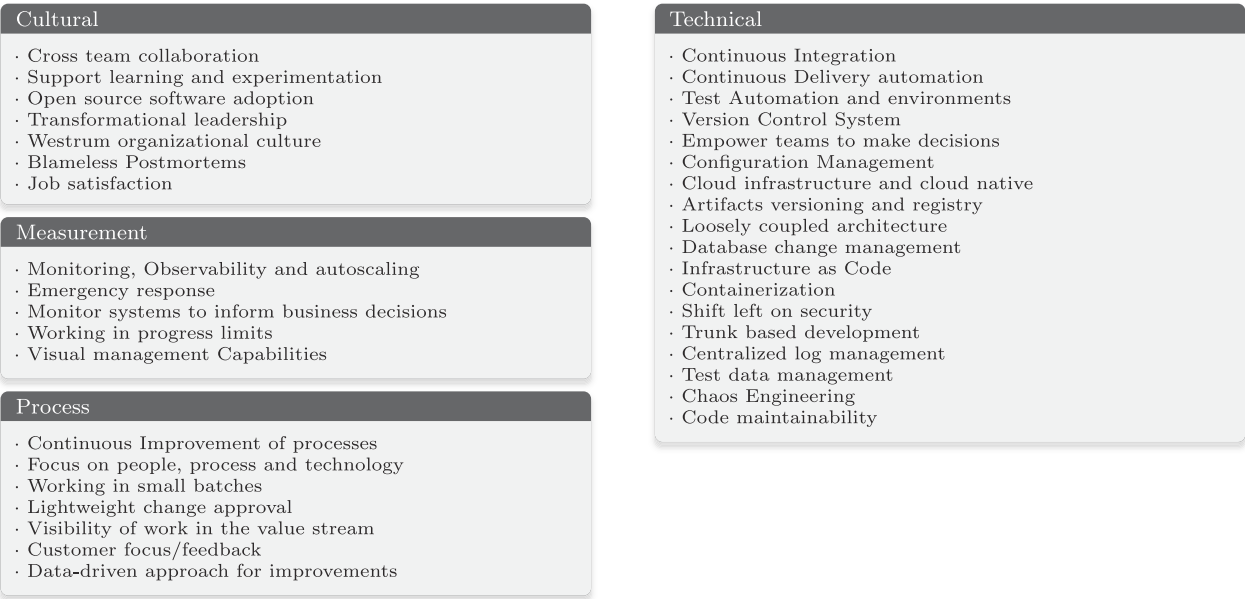 Cultural
· Cross team collaboration
· Support learning and experimentation
· Open source software adoption
· Transformational leadership
· Westrum organizational culture
· Blameless Postmortems
· Job satisfaction
Measurement
· Monitoring, Observability and autoscaling
· Emergency response
· Monitor systems to inform business decisions
· Working in progress limits
· Visual management Capabilities
Process
· Continuous Improvement of processes
· Focus on people, process and technology
· Working in small batches
· Lightweight change approval
· Visibility of work in the value stream
· Customer focus/feedback
· Data-driven approach for improvements
Technical
· Continuous Integration
· Continuous Delivery automation
· Test Automation and environments
· Version Control System
· Empower teams to make decisions
· Configuration Management
· Cloud infrastructure and cloud native
· Artifacts versioning and registry
· Loosely coupled architecture
· Database change management
· Infrastructure as Code
· Containerization
· Shift left on security
· Trunk based development
· Centralized log management
· Test data management
· Chaos Engineering
· Code maintainability